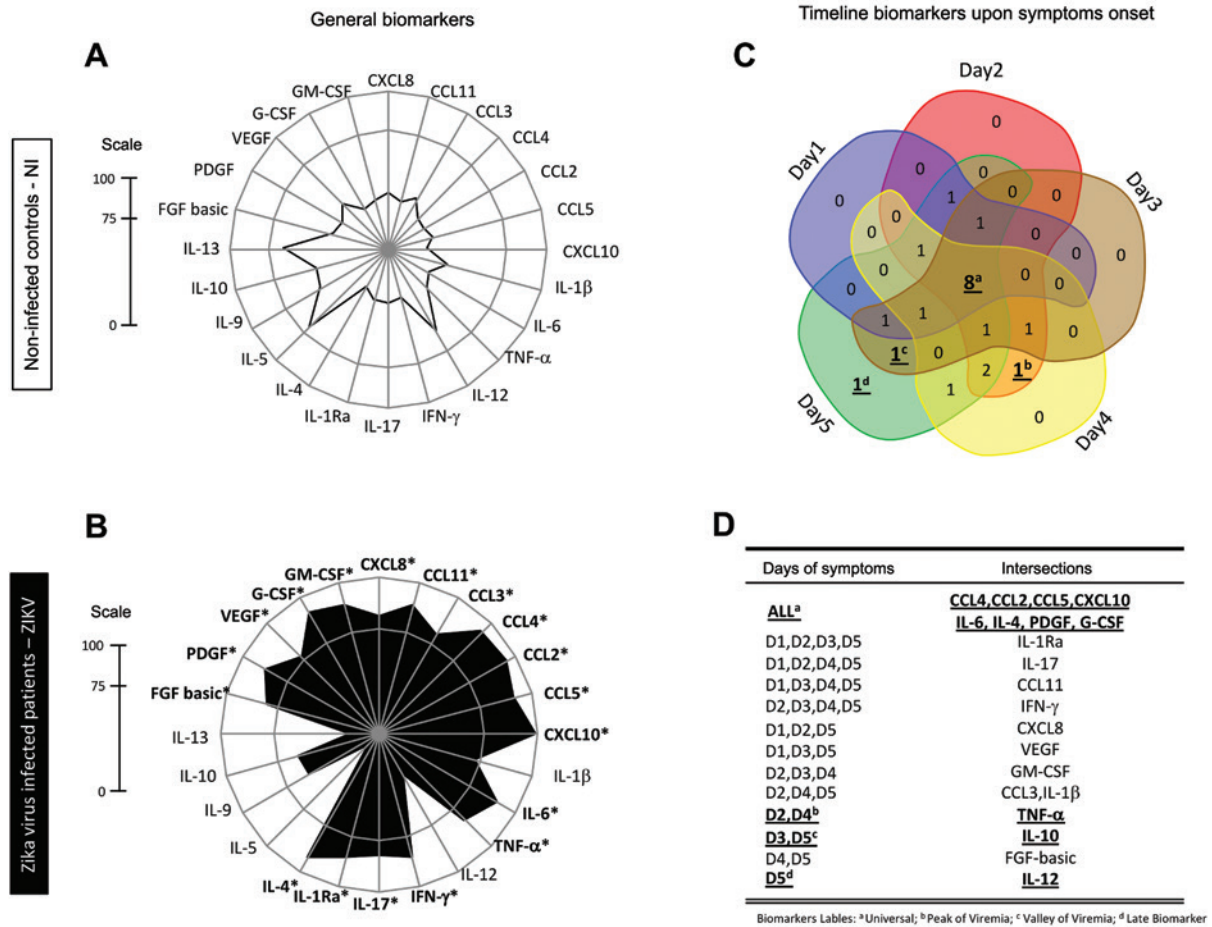 General biomarkers
Timeline biomarkers upon symptoms onset
A
Non-infected controls - NI
Scale
100
75
0
CXCL8
CCL11
CCL3
CCL4
CCL2
CCL5
CXCL10
IL-1β
IL-6
TNF-α
IL-12
IFN-γ
IL-17
IL-1Ra
IL-4
IL-5
IL-9
IL-10
IL-13
FGF basic
PDGF
VEGF
G-CSF
GM-CSF
B
Zika virus infected patients – ZIKV
Scale
100
75
0
CXCL8*
CCL11*
CCL3*
CCL4*
CCL2*
CCL5*
CXCL10*
IL-1β
IL-6*
TNF-α*
IL-12
IFN-γ*
IL-17*
IL-1Ra*
IL-4*
IL-5
IL-9
IL-10
IL-13
FGF basic*
PDGF*
VEGF*
G-CSF*
GM-CSF*
C
Day2
Day1
Day3
Day5
Day4
0
0 0
1 0 0
0 0 1 0 0
0 1 0
0 8ᵃ 0 0
0
1 1 1 1 0
1ᶜ 0
1ᵈ 2 1ᵇ
1 0
D
Days of symptoms Intersections
ALLᵃ CCL4,CCL2,CCL5,CXCL10
IL-6, IL-4, PDGF, G-CSF
D1,D2,D3,D5 IL-1Ra
D1,D2,D4,D5 IL-17
D1,D3,D4,D5 CCL11
D2,D3,D4,D5 IFN-γ
D1,D2,D5 CXCL8
D1,D3,D5 VEGF
D2,D3,D4 GM-CSF
D2,D4,D5 CCL3,IL-1β
D2,D4ᵇ TNF-α
D3,D5ᶜ IL-10
D4,D5 FGF-basic
D5ᵈ IL-12
Biomarkers Lables: ᵃ Universal; ᵇ Peak of Viremia; ᶜ Valley of Viremia; ᵈ Late Biomarker